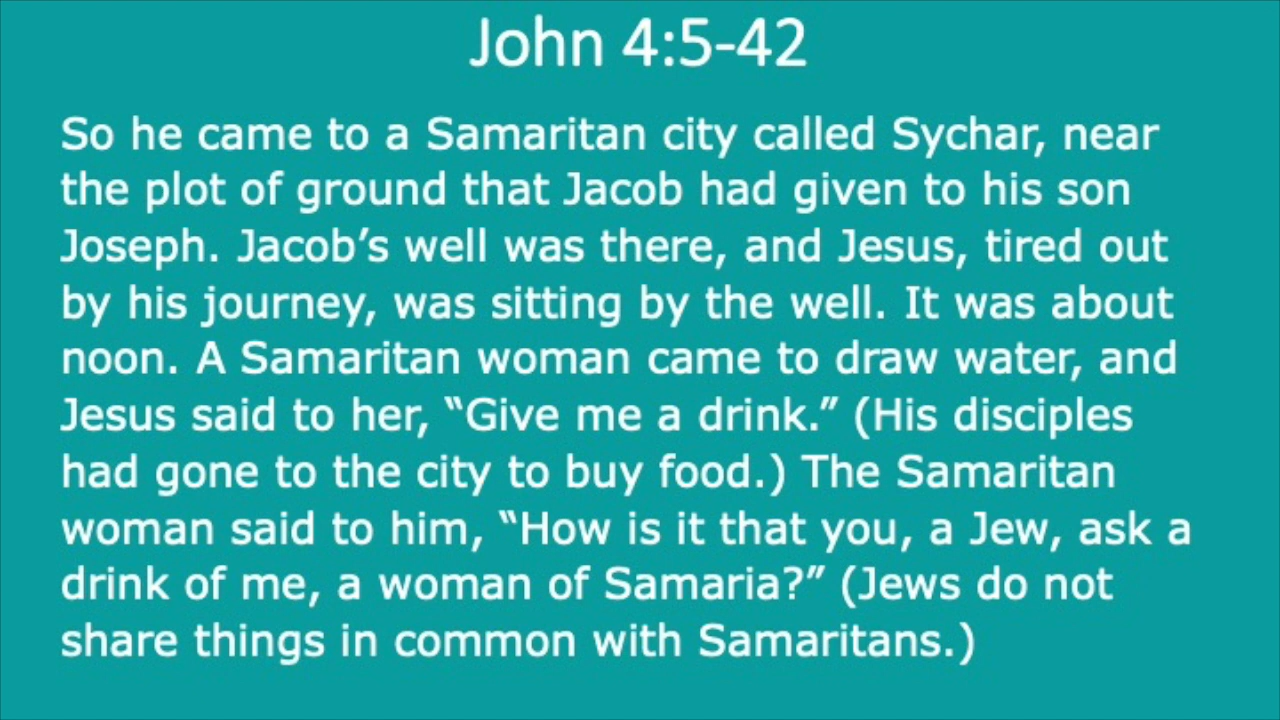 John 4:5-42
So he came to a Samaritan city called Sychar, near
the plot of ground that Jacob had given to his son
Joseph. Jacob’s well was there, and Jesus, tired out
by his journey, was sitting by the well. It was about
noon. A Samaritan woman came to draw water, and
Jesus said to her, “Give me a drink.” (His disciples
had gone to the city to buy food.) The Samaritan
woman said to him, “How is it that you, a Jew, ask a
drink of me, a woman of Samaria?” (Jews do not
share things in common with Samaritans.)